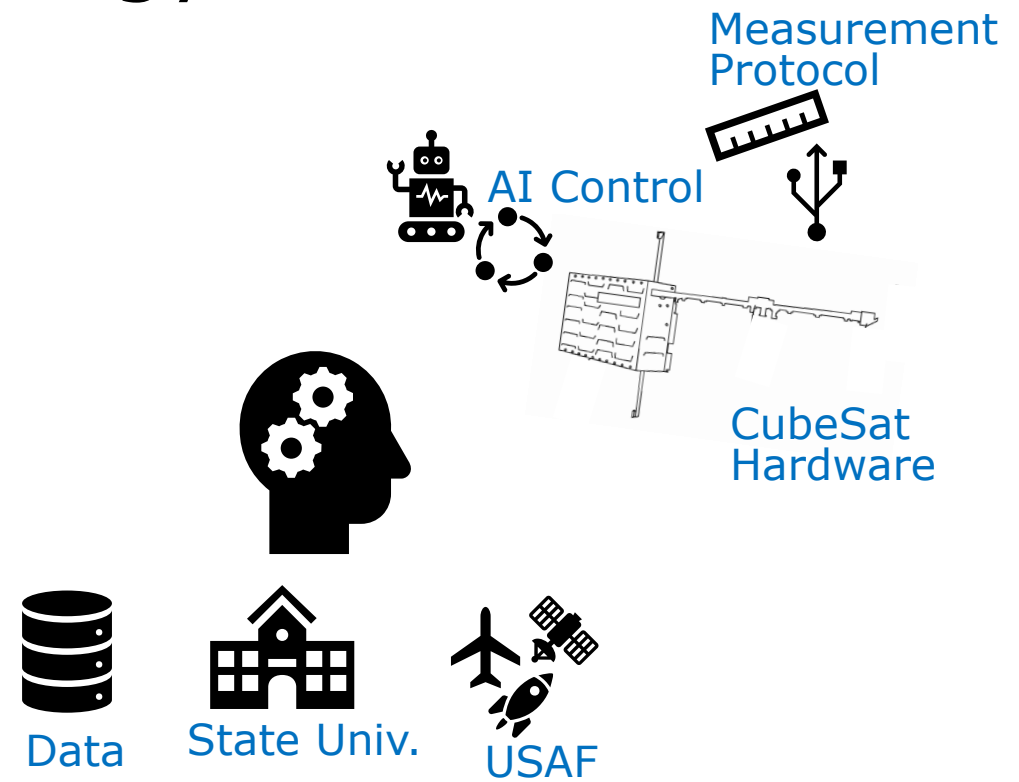 Measurement
Protocol
AI Control
CubeSat
Hardware
Data
State Univ.
USAF